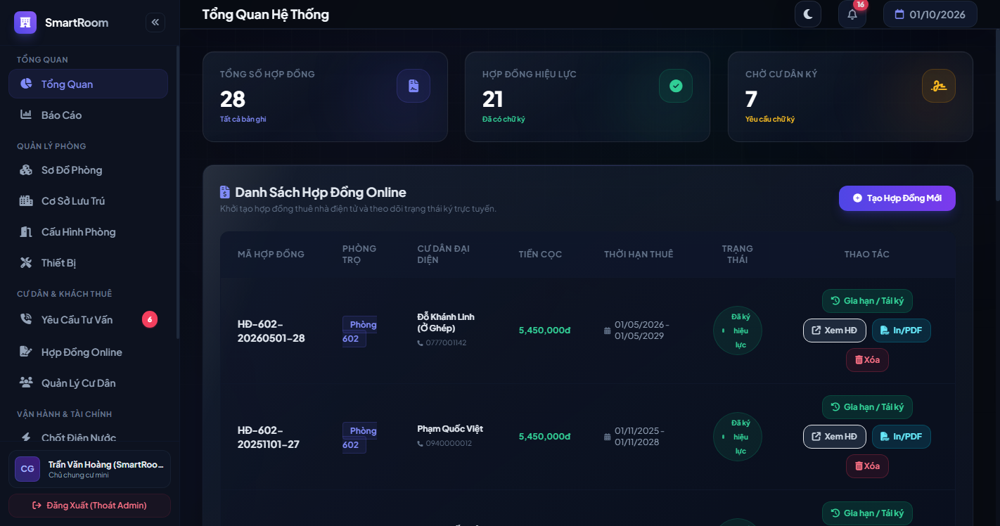 SmartRoom
TỔNG QUAN
Tổng Quan
Báo Cáo
QUẢN LÝ PHÒNG
Sơ Đồ Phòng
Cơ Sở Lưu Trú
Cấu Hình Phòng
Thiết Bị
CƯ DÂN & KHÁCH THUÊ
Yêu Cầu Tư Vấn
6
Hợp Đồng Online
Quản Lý Cư Dân
VẬN HÀNH & TÀI CHÍNH
Chốt Điện Nước
CG
Trần Văn Hoàng (SmartRoo...
Chủ chung cư mini
Đăng Xuất (Thoát Admin)
Tổng Quan Hệ Thống
16
01/10/2026
TỔNG SỐ HỢP ĐỒNG
28
Tất cả bản ghi
HỢP ĐỒNG HIỆU LỰC
21
Đã có chữ ký
CHỜ CƯ DÂN KÝ
7
Yêu cầu chữ ký
Danh Sách Hợp Đồng Online
Khởi tạo hợp đồng thuê nhà điện tử và theo dõi trạng thái ký trực tuyến.
Tạo Hợp Đồng Mới
MÃ HỢP ĐỒNG
PHÒNG
TRỌ
CƯ DÂN ĐẠI
DIỆN
TIỀN CỌC
THỜI HẠN THUÊ
TRẠNG
THÁI
THAO TÁC
HĐ-602-
20260501-28
Phòng
602
Đỗ Khánh Linh
(Ở Ghép)
0777001142
5,450,000đ
01/05/2026 -
01/05/2029
Đã ký
hiệu
lực
Gia hạn / Tái ký
Xem HĐ
In/PDF
Xóa
HĐ-602-
20251101-27
Phòng
602
Phạm Quốc Việt
0940000012
5,450,000đ
01/11/2025 -
01/11/2028
Đã ký
hiệu
lực
Gia hạn / Tái ký
Xem HĐ
In/PDF
Xóa
Gia hạn / Tái ký